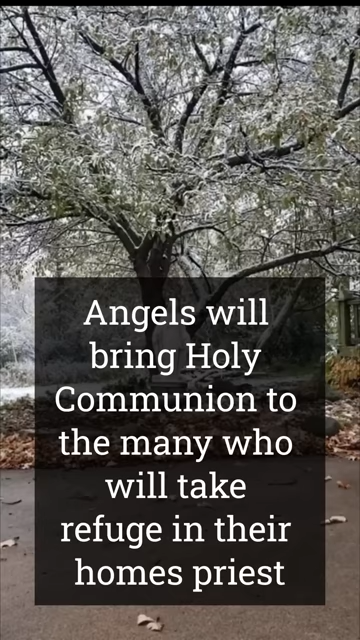 Angels will
bring Holy
Communion to
the many who
will take
refuge in their
homes priest